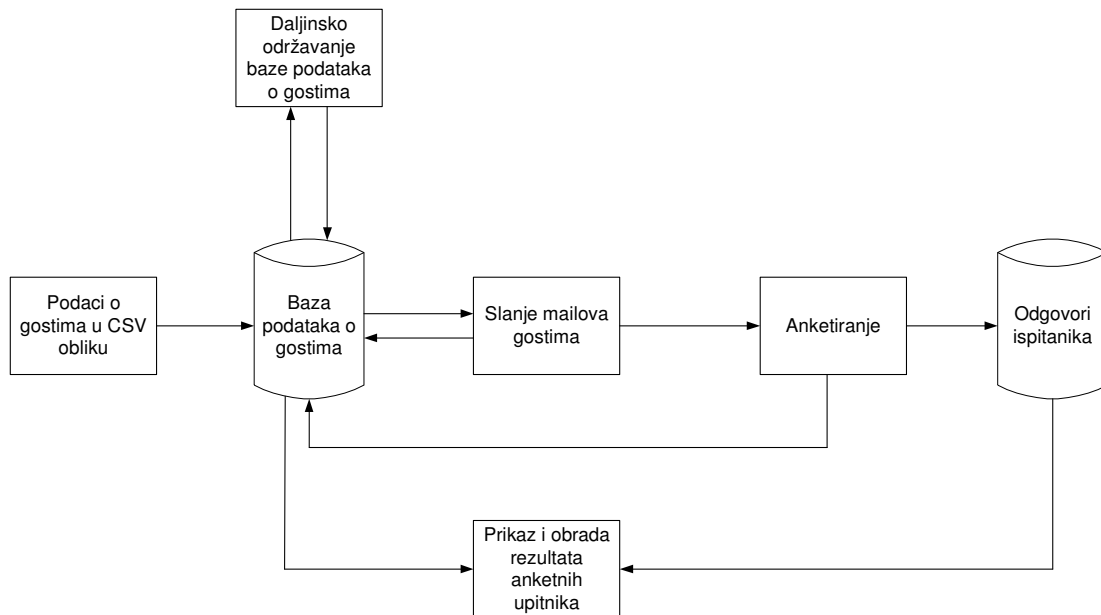 Daljinsko
održavanje
baze podataka
o gostima
Podaci o
gostima u CSV
obliku
Baza
podataka o
gostima
Slanje mailova
gostima
Anketiranje
Odgovori
ispitanika
Prikaz i obrada
rezultata
anketnih
upitnika